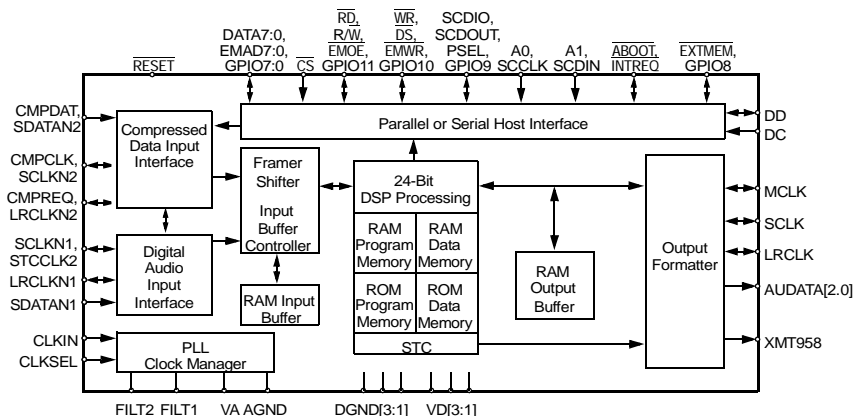 RD, WR, SCDIO,
DATA7:0, R/W, DS, SCDOUT,
EMAD7:0, EMOE, EMWR, PSEL, A0, A1, ABOOT, EXTMEM,
RESET GPIO7:0 CS GPIO11 GPIO10 GPIO9 SCCLK SCDIN INTREQ GPIO8
CMPDAT,
SDATAN2
CMPCLK,
SCLKN2
CMPREQ,
LRCLKN2
SCLKN1,
STCCLK2
LRCLKN1
SDATAN1
CLKIN
CLKSEL
Compressed
Data Input
Interface
Digital
Audio
Input
Interface
PLL
Clock Manager
Framer
Shifter
Input
Buffer
Controller
RAM Input
Buffer
Parallel or Serial Host Interface
24-Bit
DSP Processing
RAM
Program
Memory
RAM
Data
Memory
ROM
Program
Memory
ROM
Data
Memory
STC
RAM
Output
Buffer
Output
Formatter
DD
DC
MCLK
SCLK
LRCLK
AUDATA[2.0]
XMT958
FILT2 FILT1 VA AGND DGND[3:1] VD[3:1]